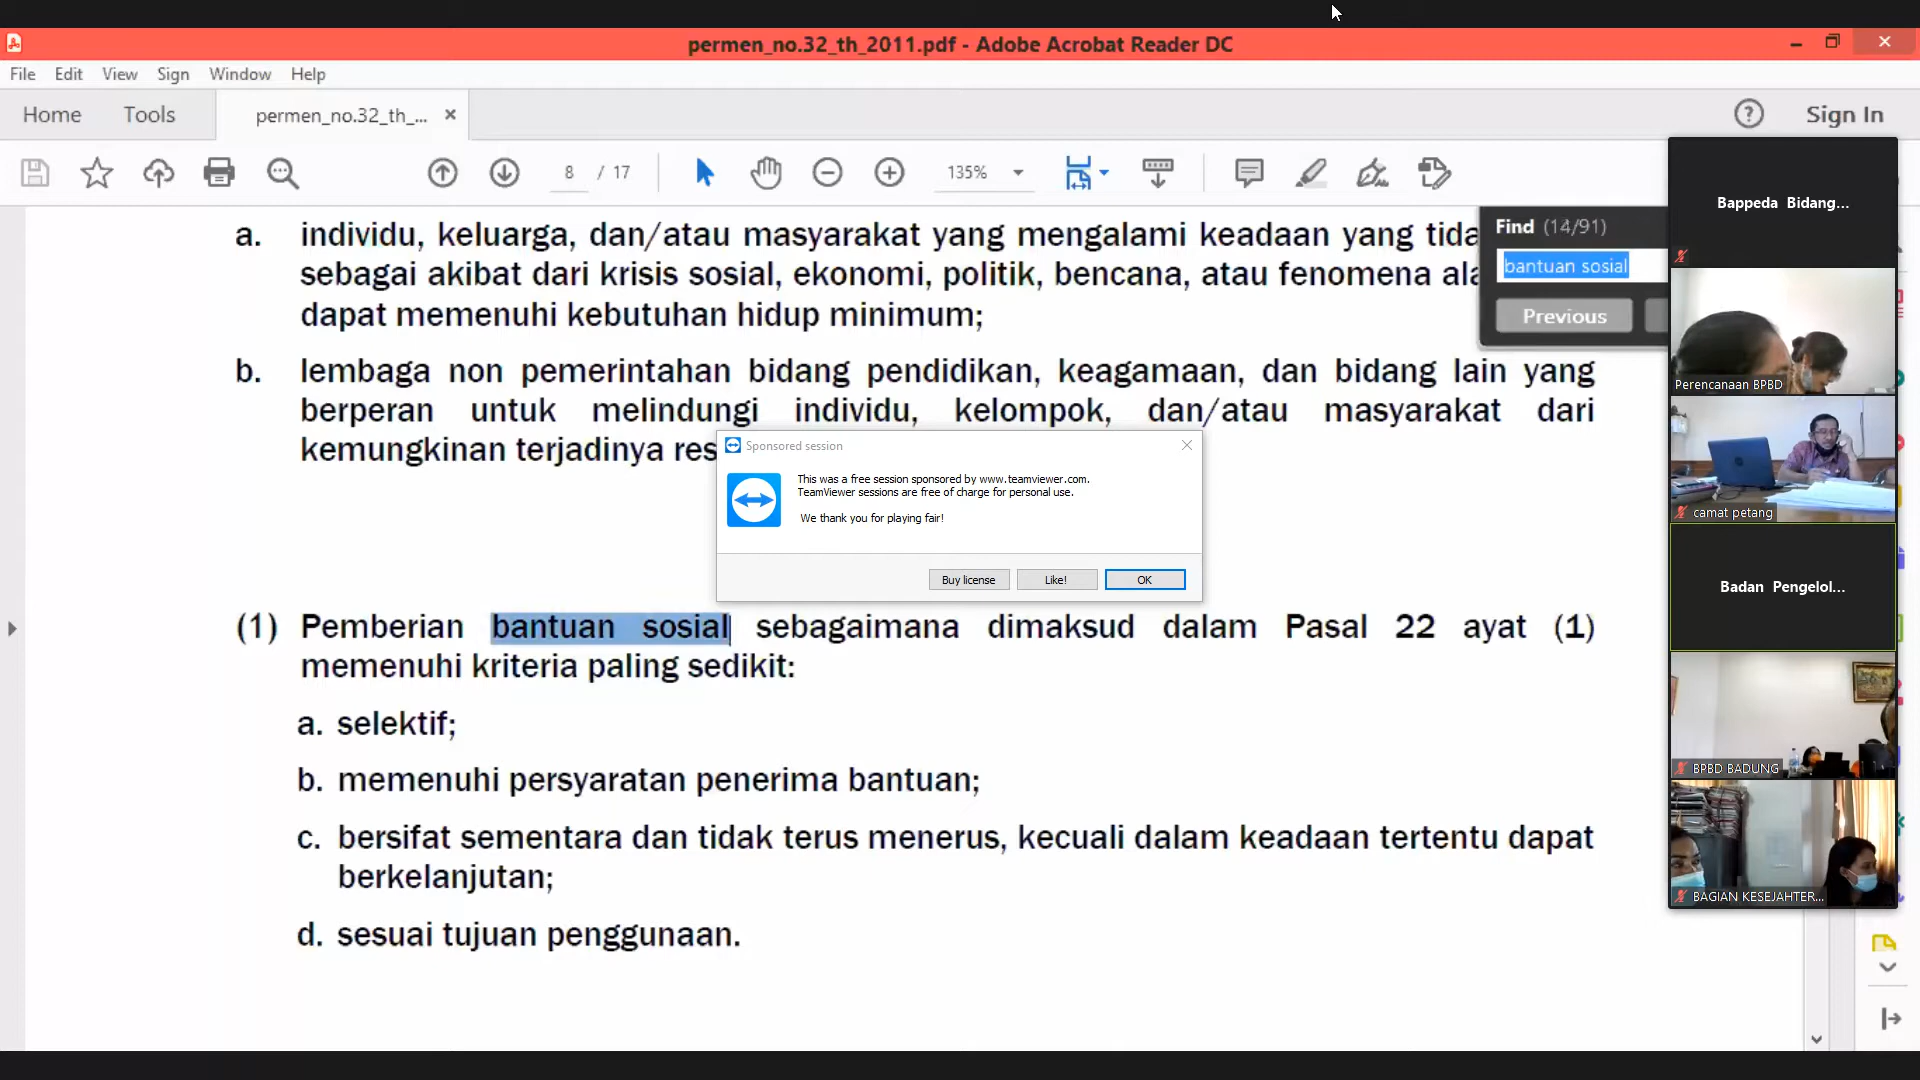 permen_no.32_th_2011.pdf - Adobe Acrobat Reader DC
File Edit View Sign Window Help
Home Tools permen_no.32_th_... Sign In
8 / 17 135%
a. individu, keluarga, dan/atau masyarakat yang mengalami keadaan yang tida
sebagai akibat dari krisis sosial, ekonomi, politik, bencana, atau fenomena ala
dapat memenuhi kebutuhan hidup minimum;
b. lembaga non pemerintahan bidang pendidikan, keagamaan, dan bidang lain yang
berperan untuk melindungi individu, kelompok, dan/atau masyarakat dari
kemungkinan terjadinya res
Find (14/91)
bantuan sosial
Previous
Sponsored session
This was a free session sponsored by www.teamviewer.com.
TeamViewer sessions are free of charge for personal use.
We thank you for playing fair!
Buy license Like! OK
(1) Pemberian bantuan sosial sebagaimana dimaksud dalam Pasal 22 ayat (1)
memenuhi kriteria paling sedikit:
a. selektif;
b. memenuhi persyaratan penerima bantuan;
c. bersifat sementara dan tidak terus menerus, kecuali dalam keadaan tertentu dapat
berkelanjutan;
d. sesuai tujuan penggunaan.
Bappeda Bidang...
Perencanaan BPBD
camat petang
Badan Pengelol...
BPBD BADUNG
BAGIAN KESEJAHTER...